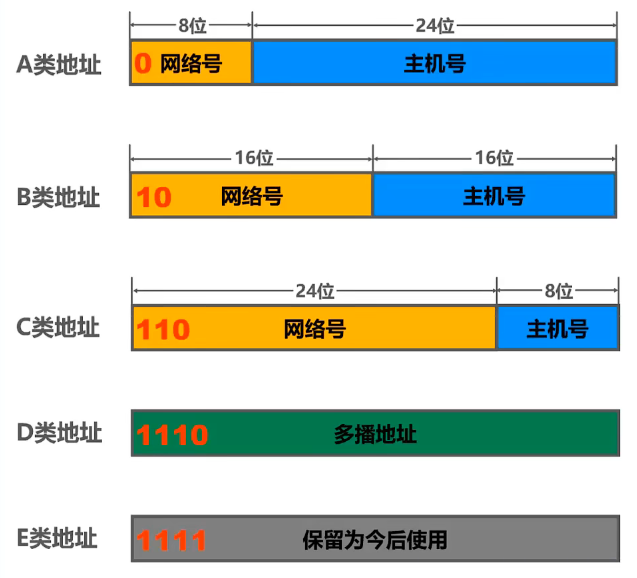 8位 24位
A类地址 0 网络号 主机号
16位 16位
B类地址 10 网络号 主机号
24位 8位
C类地址 110 网络号 主机号
D类地址 1110 多播地址
E类地址 1111 保留为今后使用